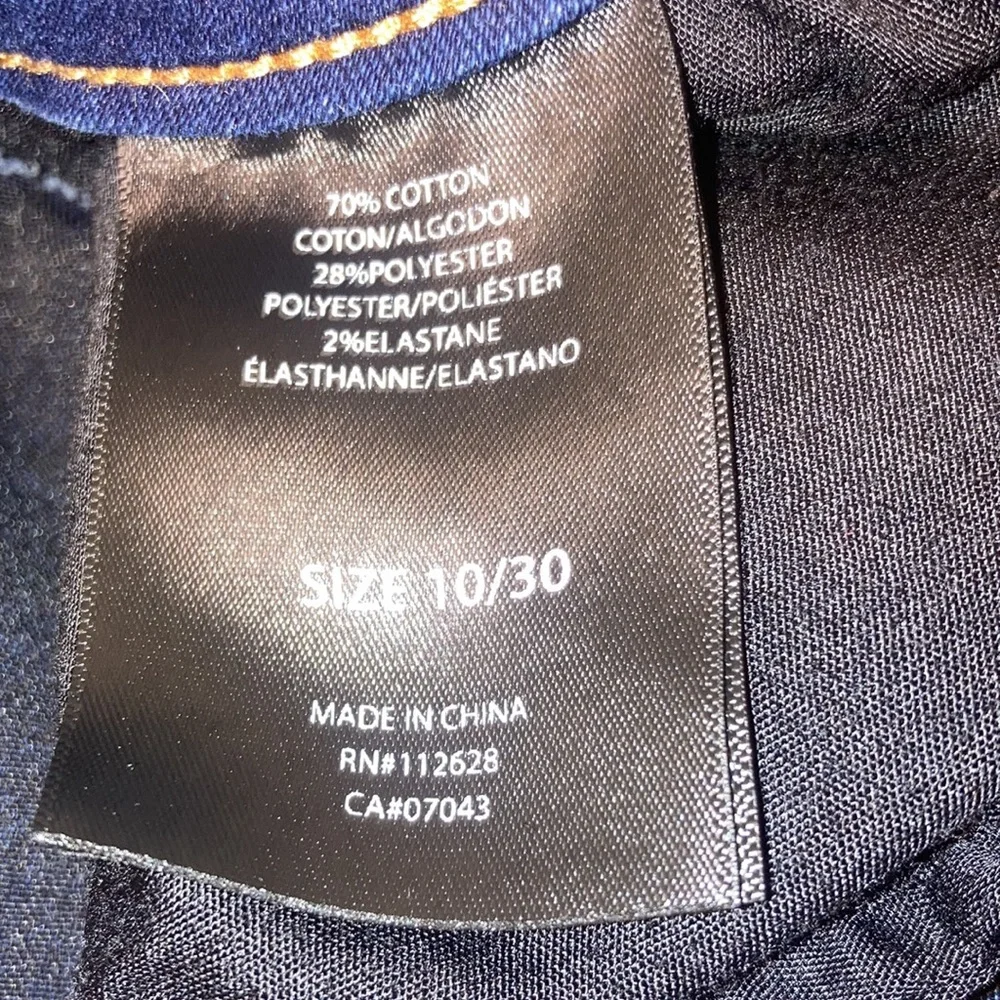 70% COTTON
COTON/ALGODON
28%POLYESTER
POLYESTER/POLIÉSTER
2%ELASTANE
ÉLASTHANNE/ELASTANO
SIZE 10/30
MADE IN CHINA
RN#112628
CA#07043